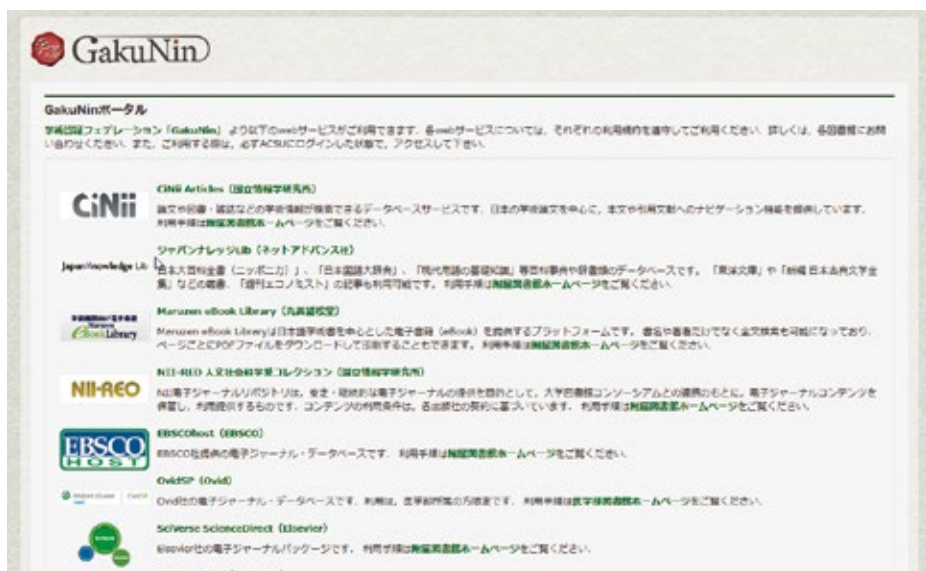 GakuNin
GakuNinポータル
学術認証フェデレーション「GakuNin」より以下のwebサービスがご利用できます。各webサービスについては、それぞれの利用規約を遵守してご利用ください。詳しくは、各図書館にお問
い合わせください。また、ご利用する際は、必ずACSUにログインした状態で、アクセスして下さい。
CiNii
CiNii Articles（国立情報学研究所）
論文や図書・雑誌などの学術情報が検索できるデータベースサービスです。日本の学術論文を中心に、本文や引用文献へのナビゲーション機能を提供しています。
利用手順は附属図書館ホームページをご覧ください。
JapanKnowledge Lib
ジャパンナレッジLib（ネットアドバンス社）
日本大百科全書（ニッポニカ）」、「日本国語大辞典」、「現代用語の基礎知識」等百科事典や辞書類のデータベースです。「東洋文庫」や「新編 日本古典文学全
集」などの叢書、「週刊エコノミスト」の記事も利用可能です。 利用手順は附属図書館ホームページをご覧ください。
Maruzen
eBook Library
Maruzen eBook Library（丸善雄松堂）
Maruzen eBook Libraryは日本語学術書を中心とした電子書籍（eBook）を提供するプラットフォームです。書名や著者だけでなく全文検索も可能になっており、
ページごとにPDFファイルをダウンロードして印刷することもできます。 利用手順は附属図書館ホームページをご覧ください。
NII-REO
NII-REO 人文社会科学系コレクション（国立情報学研究所）
NII電子ジャーナルリポジトリは、安定・継続的な電子ジャーナルの提供を目的として、大学図書館コンソーシアムとの連携のもとに、電子ジャーナルコンテンツを
保管し、利用提供するものです。コンテンツの利用条件は、各出版社の契約に基づいています。 利用手順は附属図書館ホームページをご覧ください。
EBSCO
HOST
EBSCOhost（EBSCO）
EBSCO社提供の電子ジャーナル・データベースです。 利用手順は附属図書館ホームページをご覧ください。
OvidSP（Ovid）
Ovid社の電子ジャーナル・データベースです。利用は、医学部所属の方限定です。 利用手順は医学部図書館ホームページをご覧ください。
SciVerse ScienceDirect（Elsevier）
Elsevier社の電子ジャーナルパッケージです。 利用手順は附属図書館ホームページをご覧ください。